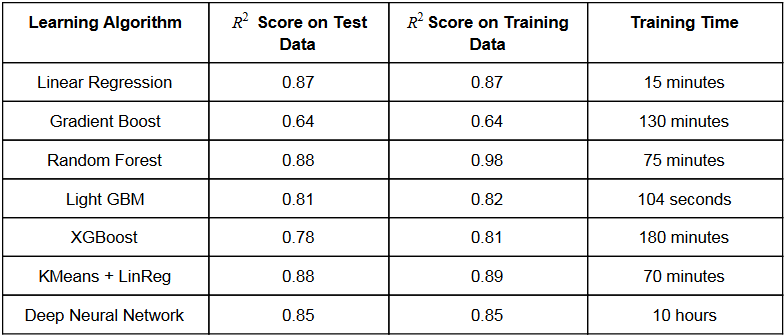 Learning Algorithm R² Score on Test Data R² Score on Training Data Training Time
Linear Regression 0.87 0.87 15 minutes
Gradient Boost 0.64 0.64 130 minutes
Random Forest 0.88 0.98 75 minutes
Light GBM 0.81 0.82 104 seconds
XGBoost 0.78 0.81 180 minutes
KMeans + LinReg 0.88 0.89 70 minutes
Deep Neural Network 0.85 0.85 10 hours